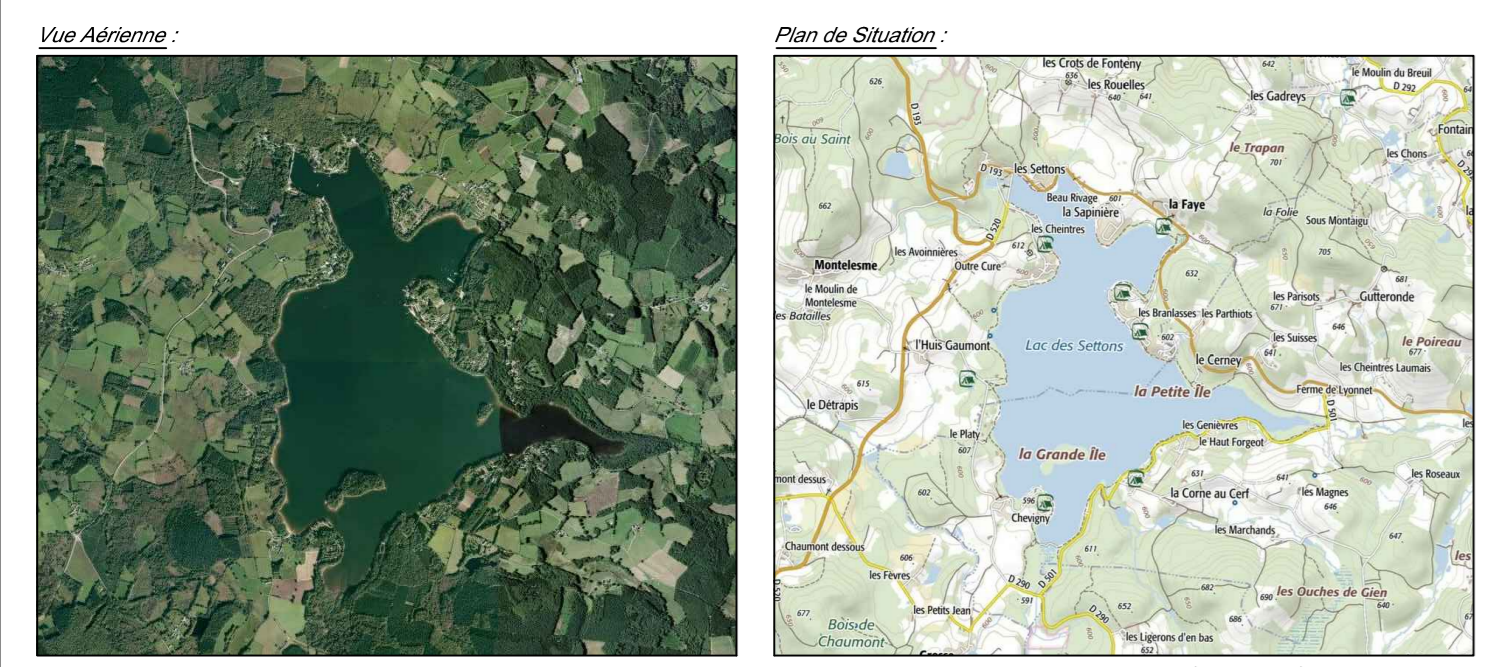 Vue Aérienne :
Plan de Situation :
les Crots de Fonteny
626
636
les Rouelles
640
641
642
le Moulin du Breuil
D 292
les Gadreys
600
D 193
Fontain
Bois au Saint
le Trapan
701
les Chons
D 193
les Settons
Beau Rivage
601
la Sapinière
la Faye
662
la Folie
Sous Montaigu
D 520
les Cheintres
612
les Avoinnières
Outre Cure
705
Montelesme
632
681
le Moulin de
Montelesme
les Parisots
671
Gutteronde
les Batailles
les Branlasses
les Parthiots
646
602
les Suisses
l'Huis Gaumont
Lac des Settons
le Poireau
677
le Cerney
641
les Cheintres Laumais
615
la Petite Île
Ferme de Lyonnet
D 501
le Détrapis
les Genièvres
le Platy
607
le Haut Forgeot
la Grande Île
mont dessus
631
641
les Roseaux
602
596
la Corne au Cerf
les Magnes
646
Chevigny
les Marchands
647
Chaumont dessous
606
611
les
les Fèvres
D 290
D 501
591
D 520
682
690
les Ouches de Gien
640
677
les Petits Jean
652
D 290
686
Bois de
Chaumont
les Ligerons d'en bas
652